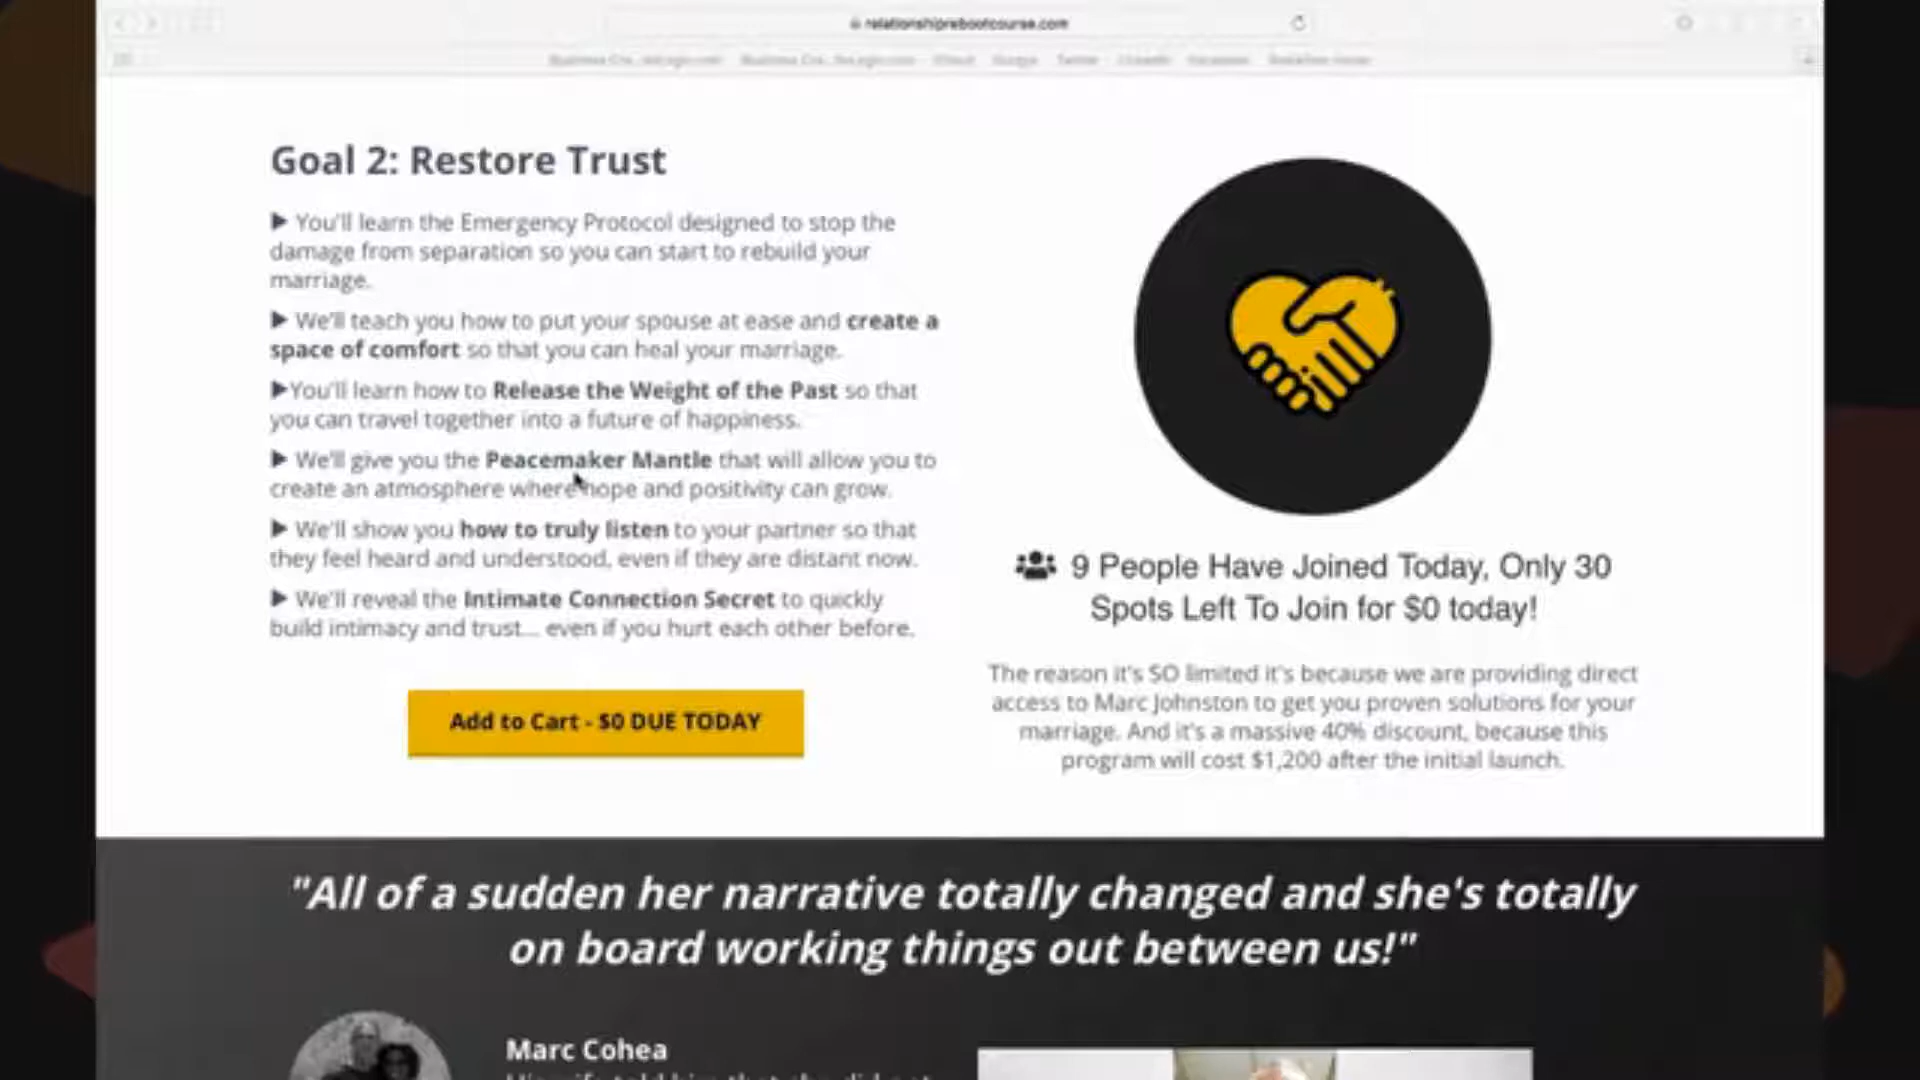 relationshiprebootcourse.com
Goal 2: Restore Trust
▶ You'll learn the Emergency Protocol designed to stop the
damage from separation so you can start to rebuild your
marriage.
▶ We'll teach you how to put your spouse at ease and create a
space of comfort so that you can heal your marriage.
▶You'll learn how to Release the Weight of the Past so that
you can travel together into a future of happiness.
▶ We'll give you the Peacemaker Mantle that will allow you to
create an atmosphere where hope and positivity can grow.
▶ We'll show you how to truly listen to your partner so that
they feel heard and understood, even if they are distant now.
▶ We'll reveal the Intimate Connection Secret to quickly
build intimacy and trust... even if you hurt each other before.
Add to Cart - $0 DUE TODAY
9 People Have Joined Today, Only 30
Spots Left To Join for $0 today!
The reason it's SO limited it's because we are providing direct
access to Marc Johnston to get you proven solutions for your
marriage. And it's a massive 40% discount, because this
program will cost $1,200 after the initial launch.
"All of a sudden her narrative totally changed and she's totally
on board working things out between us!"
Marc Cohea